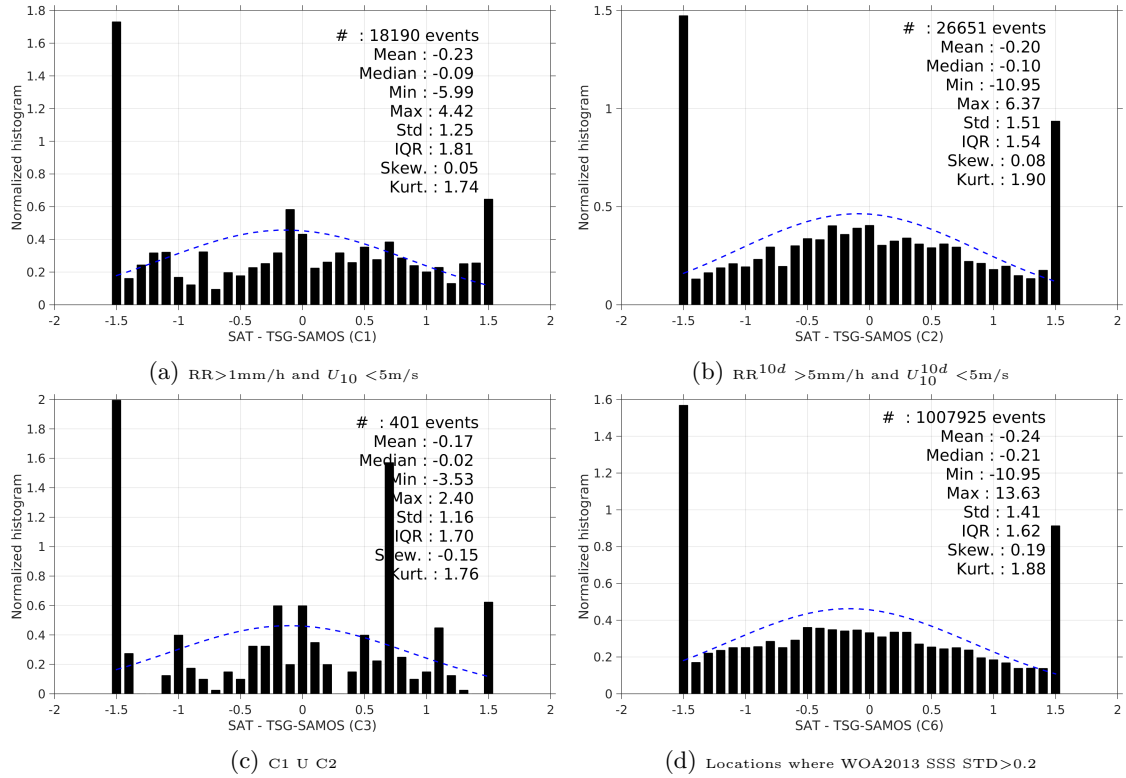 1.8
1.6
1.4
1.2
1
0.8
0.6
0.4
0.2
0
Normalized histogram
# : 18190 events
Mean : -0.23
Median : -0.09
Min : -5.99
Max : 4.42
Std : 1.25
IQR : 1.81
Skew. : 0.05
Kurt. : 1.74
-2 -1.5 -1 -0.5 0 0.5 1 1.5 2
SAT - TSG-SAMOS (C1)
(a) RR>1mm/h and U10 <5m/s
1.5
1
0.5
0
Normalized histogram
# : 26651 events
Mean : -0.20
Median : -0.10
Min : -10.95
Max : 6.37
Std : 1.51
IQR : 1.54
Skew. : 0.08
Kurt. : 1.90
-2 -1.5 -1 -0.5 0 0.5 1 1.5 2
SAT - TSG-SAMOS (C2)
(b) RR10d >5mm/h and U10d10 <5m/s
2
1.8
1.6
1.4
1.2
1
0.8
0.6
0.4
0.2
0
Normalized histogram
# : 401 events
Mean : -0.17
Median : -0.02
Min : -3.53
Max : 2.40
Std : 1.16
IQR : 1.70
Skew. : -0.15
Kurt. : 1.76
-2 -1.5 -1 -0.5 0 0.5 1 1.5 2
SAT - TSG-SAMOS (C3)
(c) C1 U C2
1.6
1.4
1.2
1
0.8
0.6
0.4
0.2
0
Normalized histogram
# : 1007925 events
Mean : -0.24
Median : -0.21
Min : -10.95
Max : 13.63
Std : 1.41
IQR : 1.62
Skew. : 0.19
Kurt. : 1.88
-2 -1.5 -1 -0.5 0 0.5 1 1.5 2
SAT - TSG-SAMOS (C6)
(d) Locations where WOA2013 SSS STD>0.2